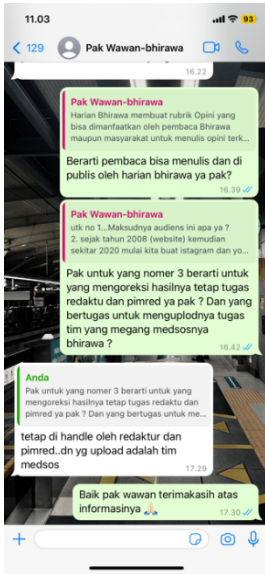 11.03
93
129
Pak Wawan-bhirawa
16.22
Pak Wawan-bhirawa
Harian Bhirawa membuat rubrik Opini yang
bisa dimanfaatkan oleh pembaca Bhirawa
maupun masyarakat untuk menulis opini terk...
Berarti pembaca bisa menulis dan di
publis oleh harian bhirawa ya pak?
16.39
Pak Wawan-bhirawa
utk no 1...Maksudnya audiens ini apa ya ?
2. sejak tahun 2008 (website) kemudian
sekitar 2020 mulai kita buat istagram dan yo...
Pak untuk yang nomer 3 berarti untuk
yang mengoreksi hasilnya tetap tugas
redaktu dan pimred ya pak ? Dan yang
bertugas untuk menguplodnya tugas
tim yang megang medsosnya
bhirawa ?
16.42
Anda
Pak untuk yang nomer 3 berarti untuk yang
mengoreksi hasilnya tetap tugas redaktu dan
pimred ya pak ? Dan yang bertugas untuk me...
tetap di handle oleh redaktur dan
pimred..dn yg upload adalah tim
medsos
17.29
Baik pak wawan terimakasih atas
informasinya 🙏🏻
17.30